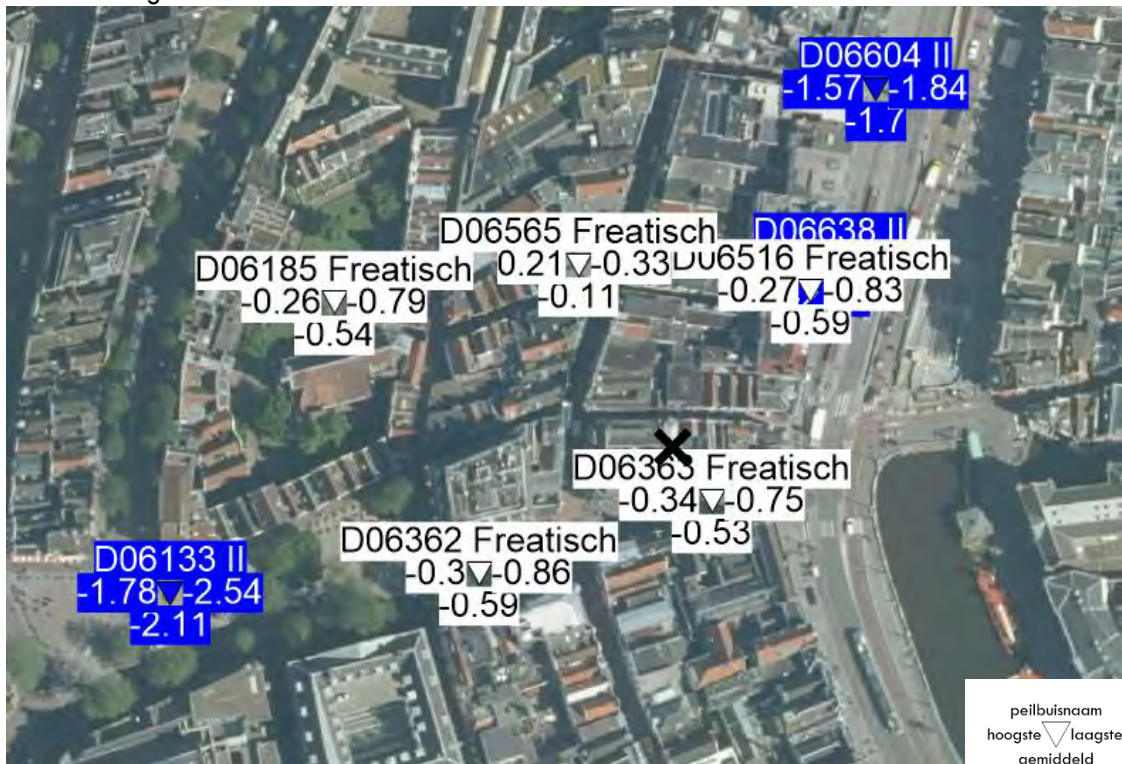 D06604 II
-1.57 -1.84
-1.7
D06638 II
D06565 Freatisch
0.21 -0.33
-0.11
D06516 Freatisch
-0.27 -0.83
-0.59
D06185 Freatisch
-0.26 -0.79
-0.54
D06363 Freatisch
-0.34 -0.75
-0.53
D06362 Freatisch
-0.3 -0.86
-0.59
D06133 II
-1.78 -2.54
-2.11
peilbuisnaam
hoogste laagste
gemiddeld